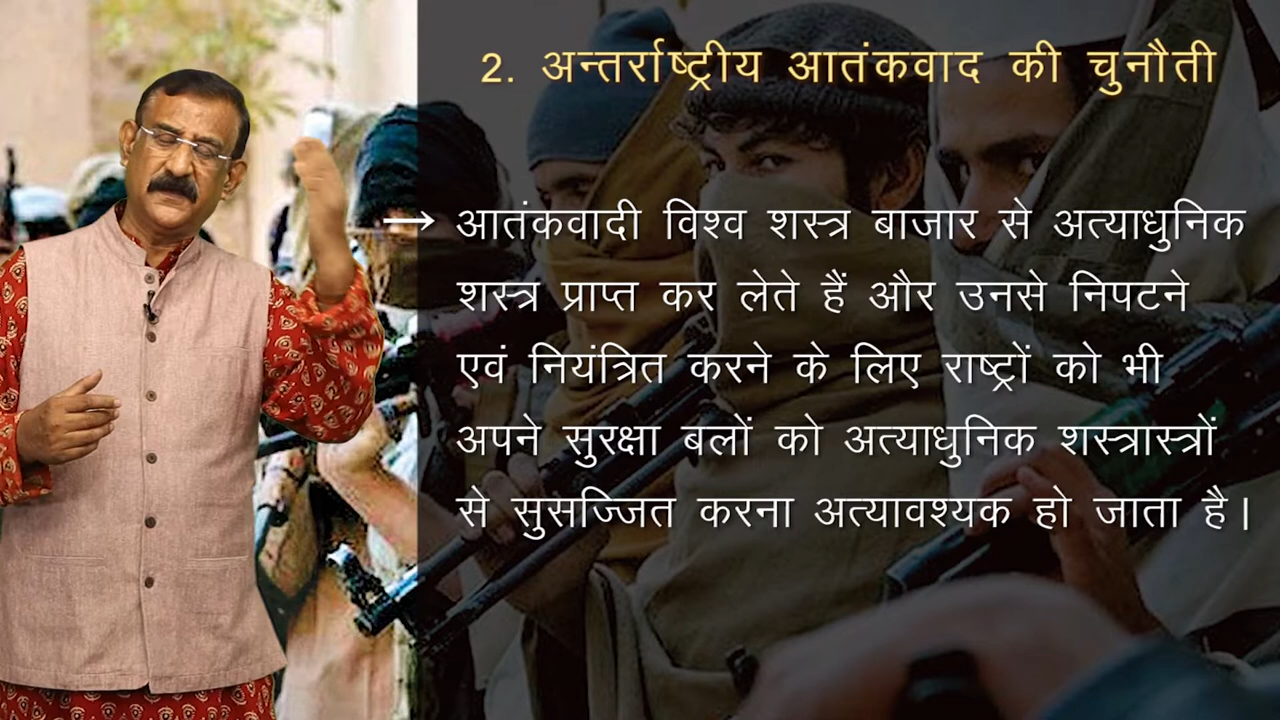 2. अन्तर्राष्ट्रीय आतंकवाद की चुनौती
→ आतंकवादी विश्व शस्त्र बाजार से अत्याधुनिक
शस्त्र प्राप्त कर लेते हैं और उनसे निपटने
एवं नियंत्रित करने के लिए राष्ट्रों को भी
अपने सुरक्षा बलों को अत्याधुनिक शस्त्रास्त्रों
से सुसज्जित करना अत्यावश्यक हो जाता है।